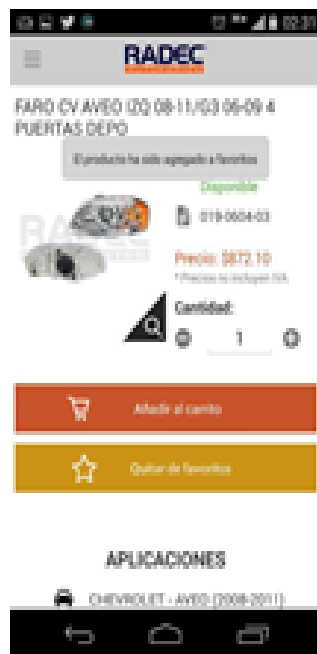 02:31
RADEC
FARO CV AVEO IZQ 08-11/G3 06-09 4
PUERTAS DEPO
El producto ha sido agregado a favoritos
Disponible
019-0604-03
Precio: $872.10
* Precios no incluyen IVA
Cantidad:
1
Añadir al carrito
Quitar de favoritos
APLICACIONES
CHEVROLET - AVEO (2008-2011)